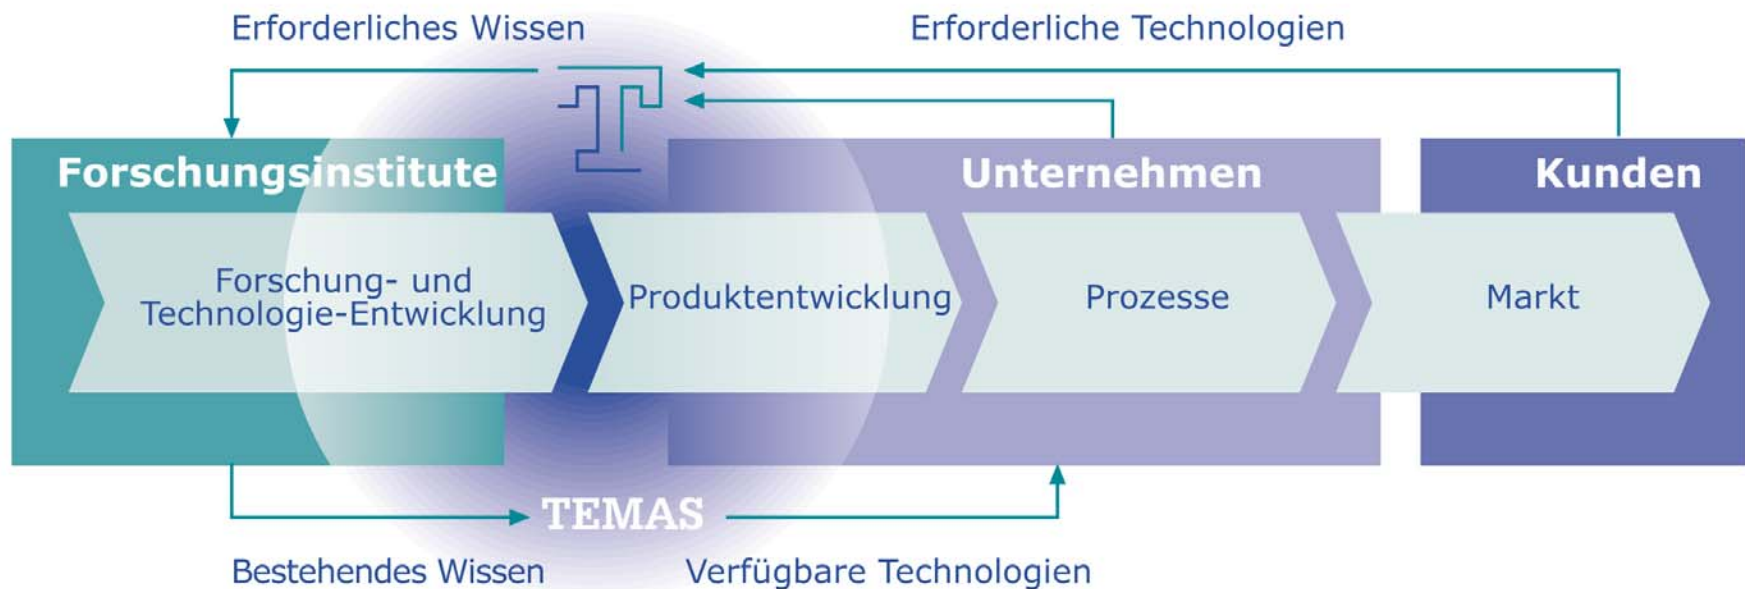 Erforderliches Wissen
Erforderliche Technologien
Forschungsinstitute
Unternehmen
Kunden
Forschung- und
Technologie-Entwicklung
Produktentwicklung
Prozesse
Markt
TEMAS
Bestehendes Wissen
Verfügbare Technologien